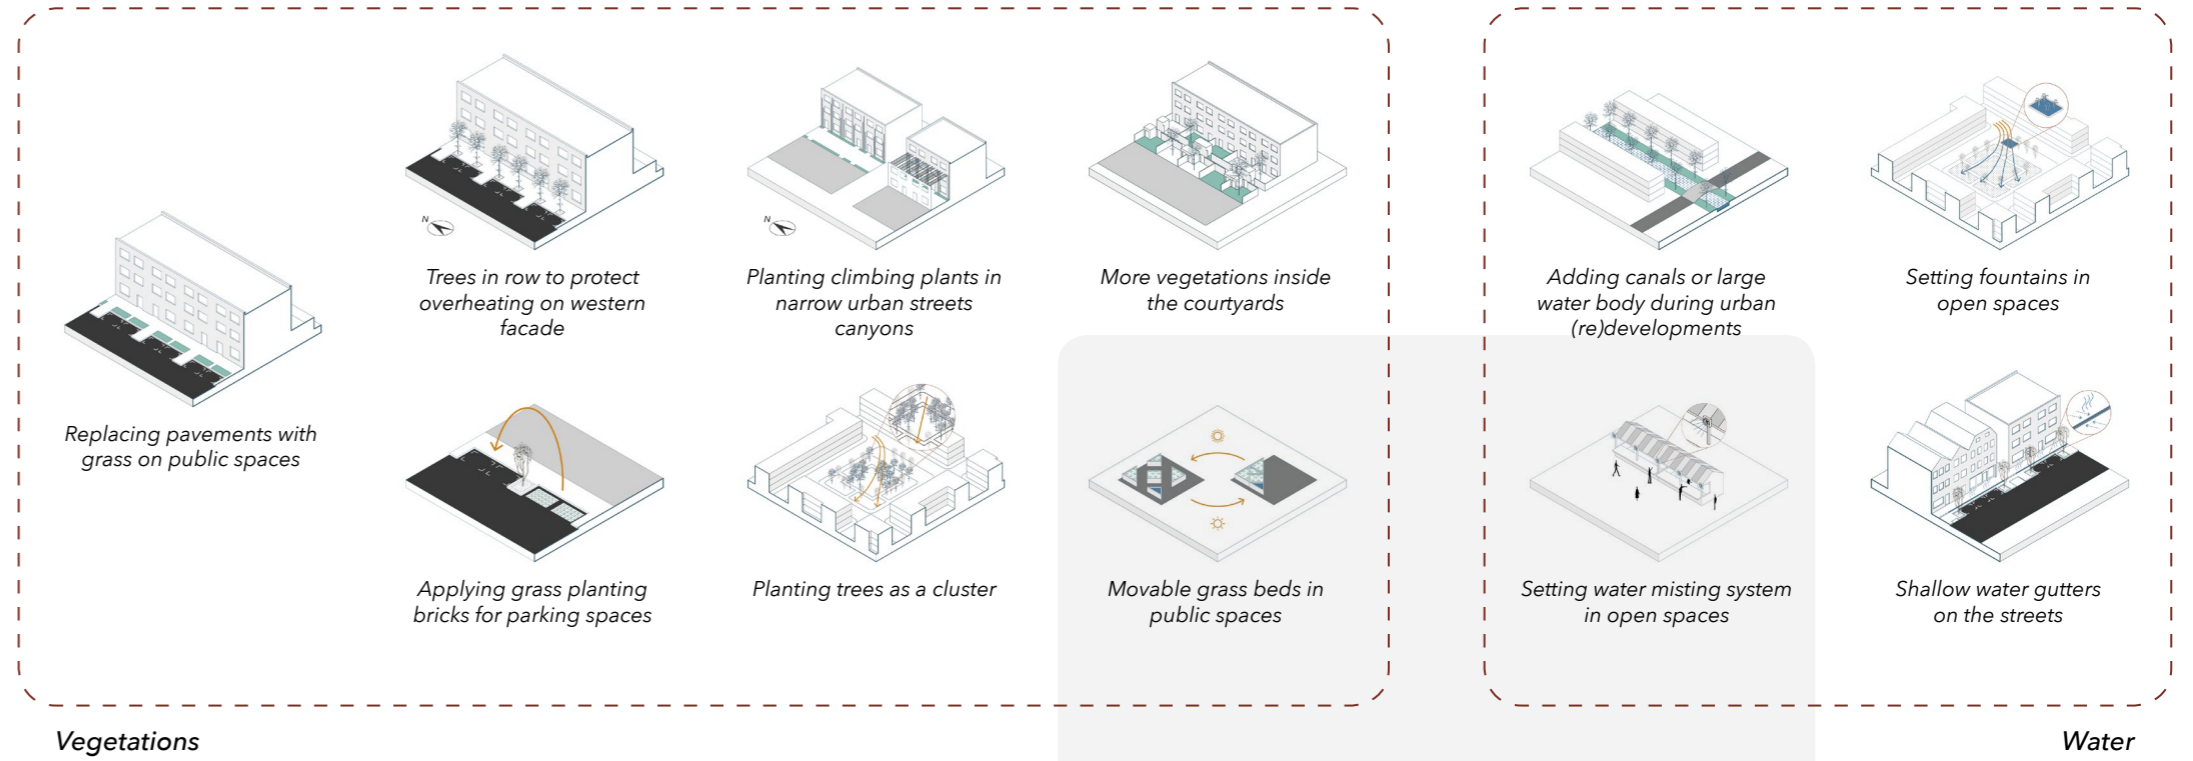 N
N
Trees in row to protect
overheating on western
facade
Planting climbing plants in
narrow urban streets
canyons
More vegetations inside
the courtyards
Adding canals or large
water body during urban
(re)developments
Setting fountains in
open spaces
Replacing pavements with
grass on public spaces
Applying grass planting
bricks for parking spaces
Planting trees as a cluster
Movable grass beds in
public spaces
Setting water misting system
in open spaces
Shallow water gutters
on the streets
Vegetations
Water